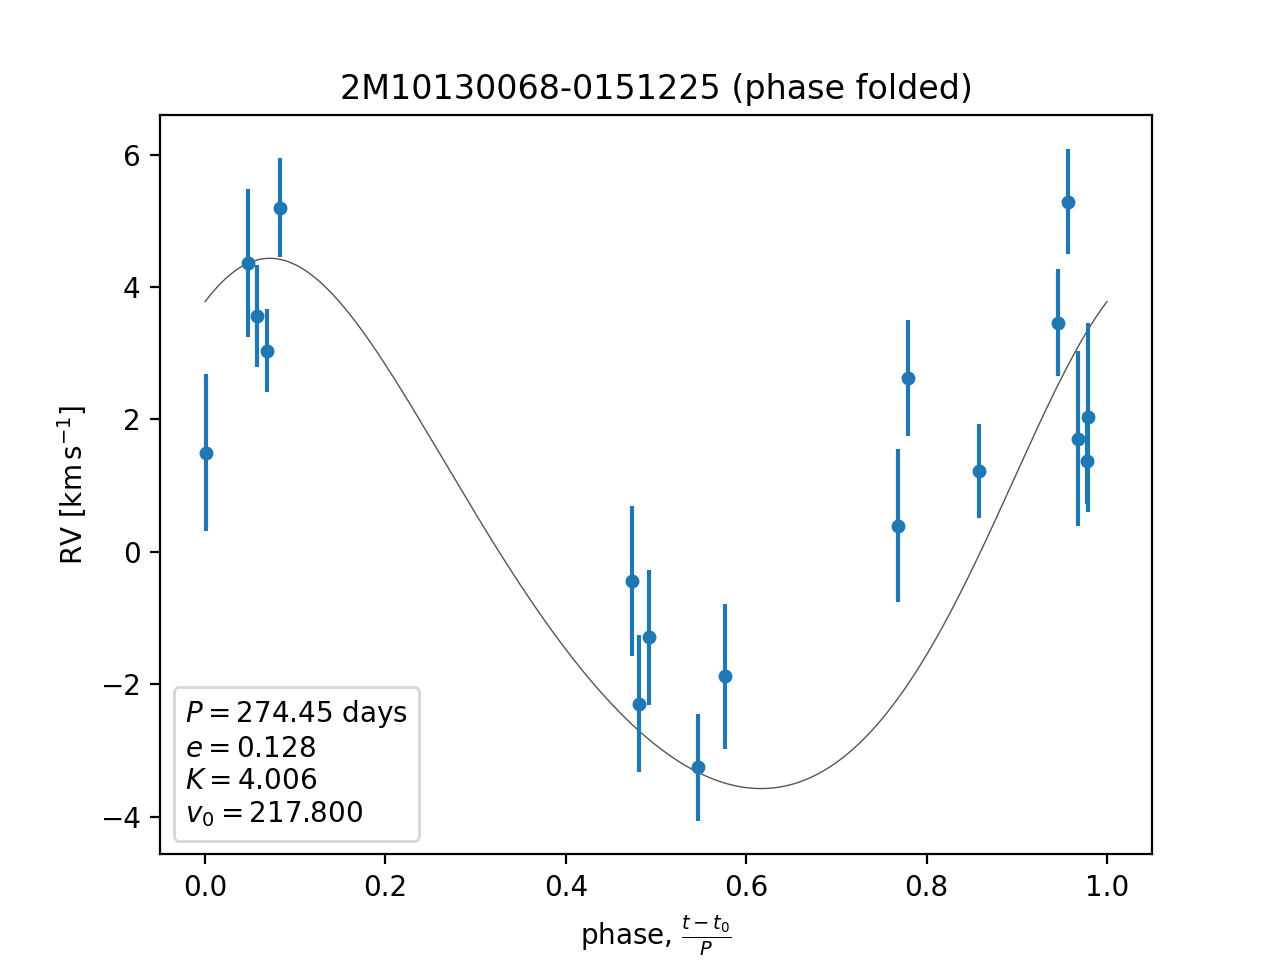 2M10130068-0151225 (phase folded)
6
4
2
0
−2
−4
RV [km s⁻¹]
P = 274.45 days
e = 0.128
K = 4.006
v₀ = 217.800
0.0 0.2 0.4 0.6 0.8 1.0
phase, (t − t₀)/P